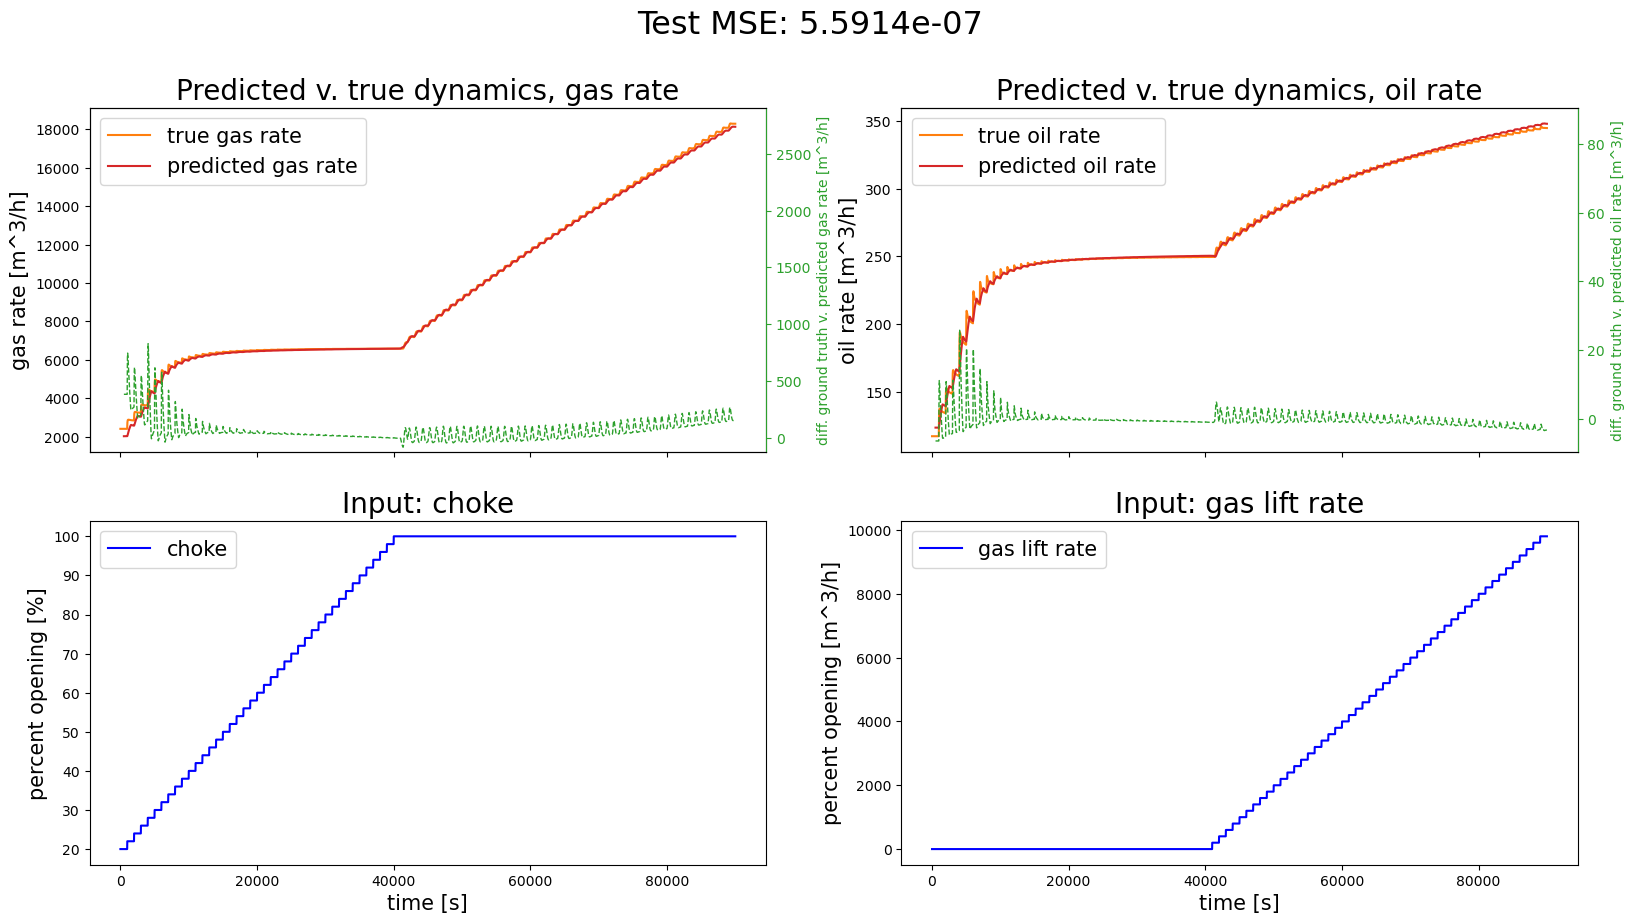 Test MSE: 5.5914e-07
Predicted v. true dynamics, gas rate
true gas rate
predicted gas rate
gas rate [m^3/h]
18000
16000
14000
12000
10000
8000
6000
4000
2000
2500
2000
1500
1000
500
0
diff. ground truth v. predicted gas rate [m^3/h]
Predicted v. true dynamics, oil rate
true oil rate
predicted oil rate
oil rate [m^3/h]
350
300
250
200
150
80
60
40
20
0
diff. ground truth v. predicted oil rate [m^3/h]
Input: choke
choke
percent opening [%]
100
90
80
70
60
50
40
30
20
0 20000 40000 60000 80000
time [s]
Input: gas lift rate
gas lift rate
percent opening [m^3/h]
10000
8000
6000
4000
2000
0
0 20000 40000 60000 80000
time [s]